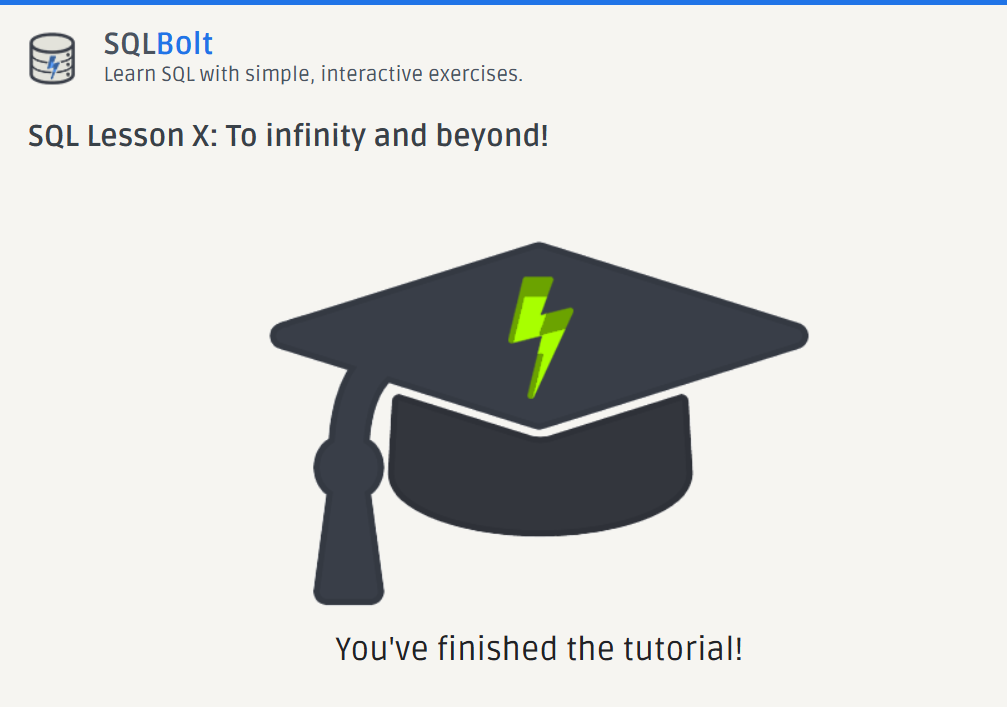 SQLBolt
Learn SQL with simple, interactive exercises.
SQL Lesson X: To infinity and beyond!
You've finished the tutorial!